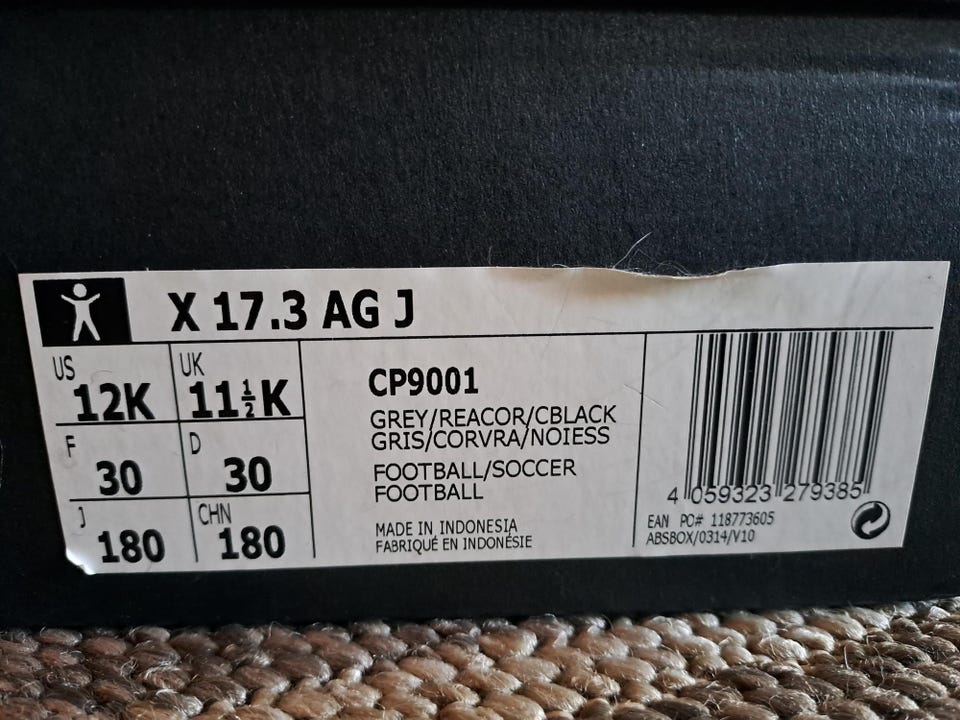 X 17.3 AG J
US 12K UK 11½K
F 30 D 30
J 180 CHN 180
CP9001
GREY/REACOR/CBLACK
GRIS/CORVRA/NOIESS
FOOTBALL/SOCCER
FOOTBALL
MADE IN INDONESIA
FABRIQUÉ EN INDONÉSIE
4 059323 279385
EAN PC# 118773605
ABSBOX/0314/V10